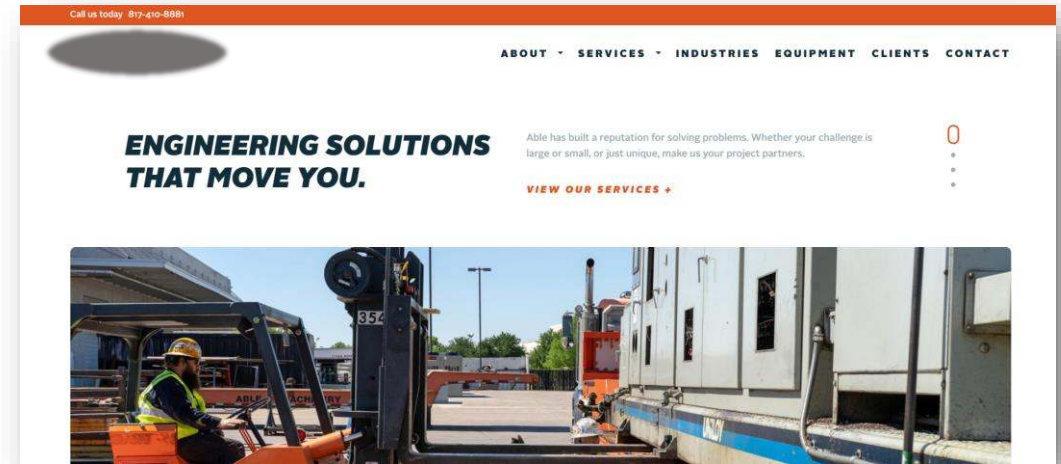 Call us today 817-410-8881
ABOUT SERVICES INDUSTRIES EQUIPMENT CLIENTS CONTACT
ENGINEERING SOLUTIONS
THAT MOVE YOU.
Able has built a reputation for solving problems. Whether your challenge is
large or small, or just unique, make us your project partners.
VIEW OUR SERVICES +
354